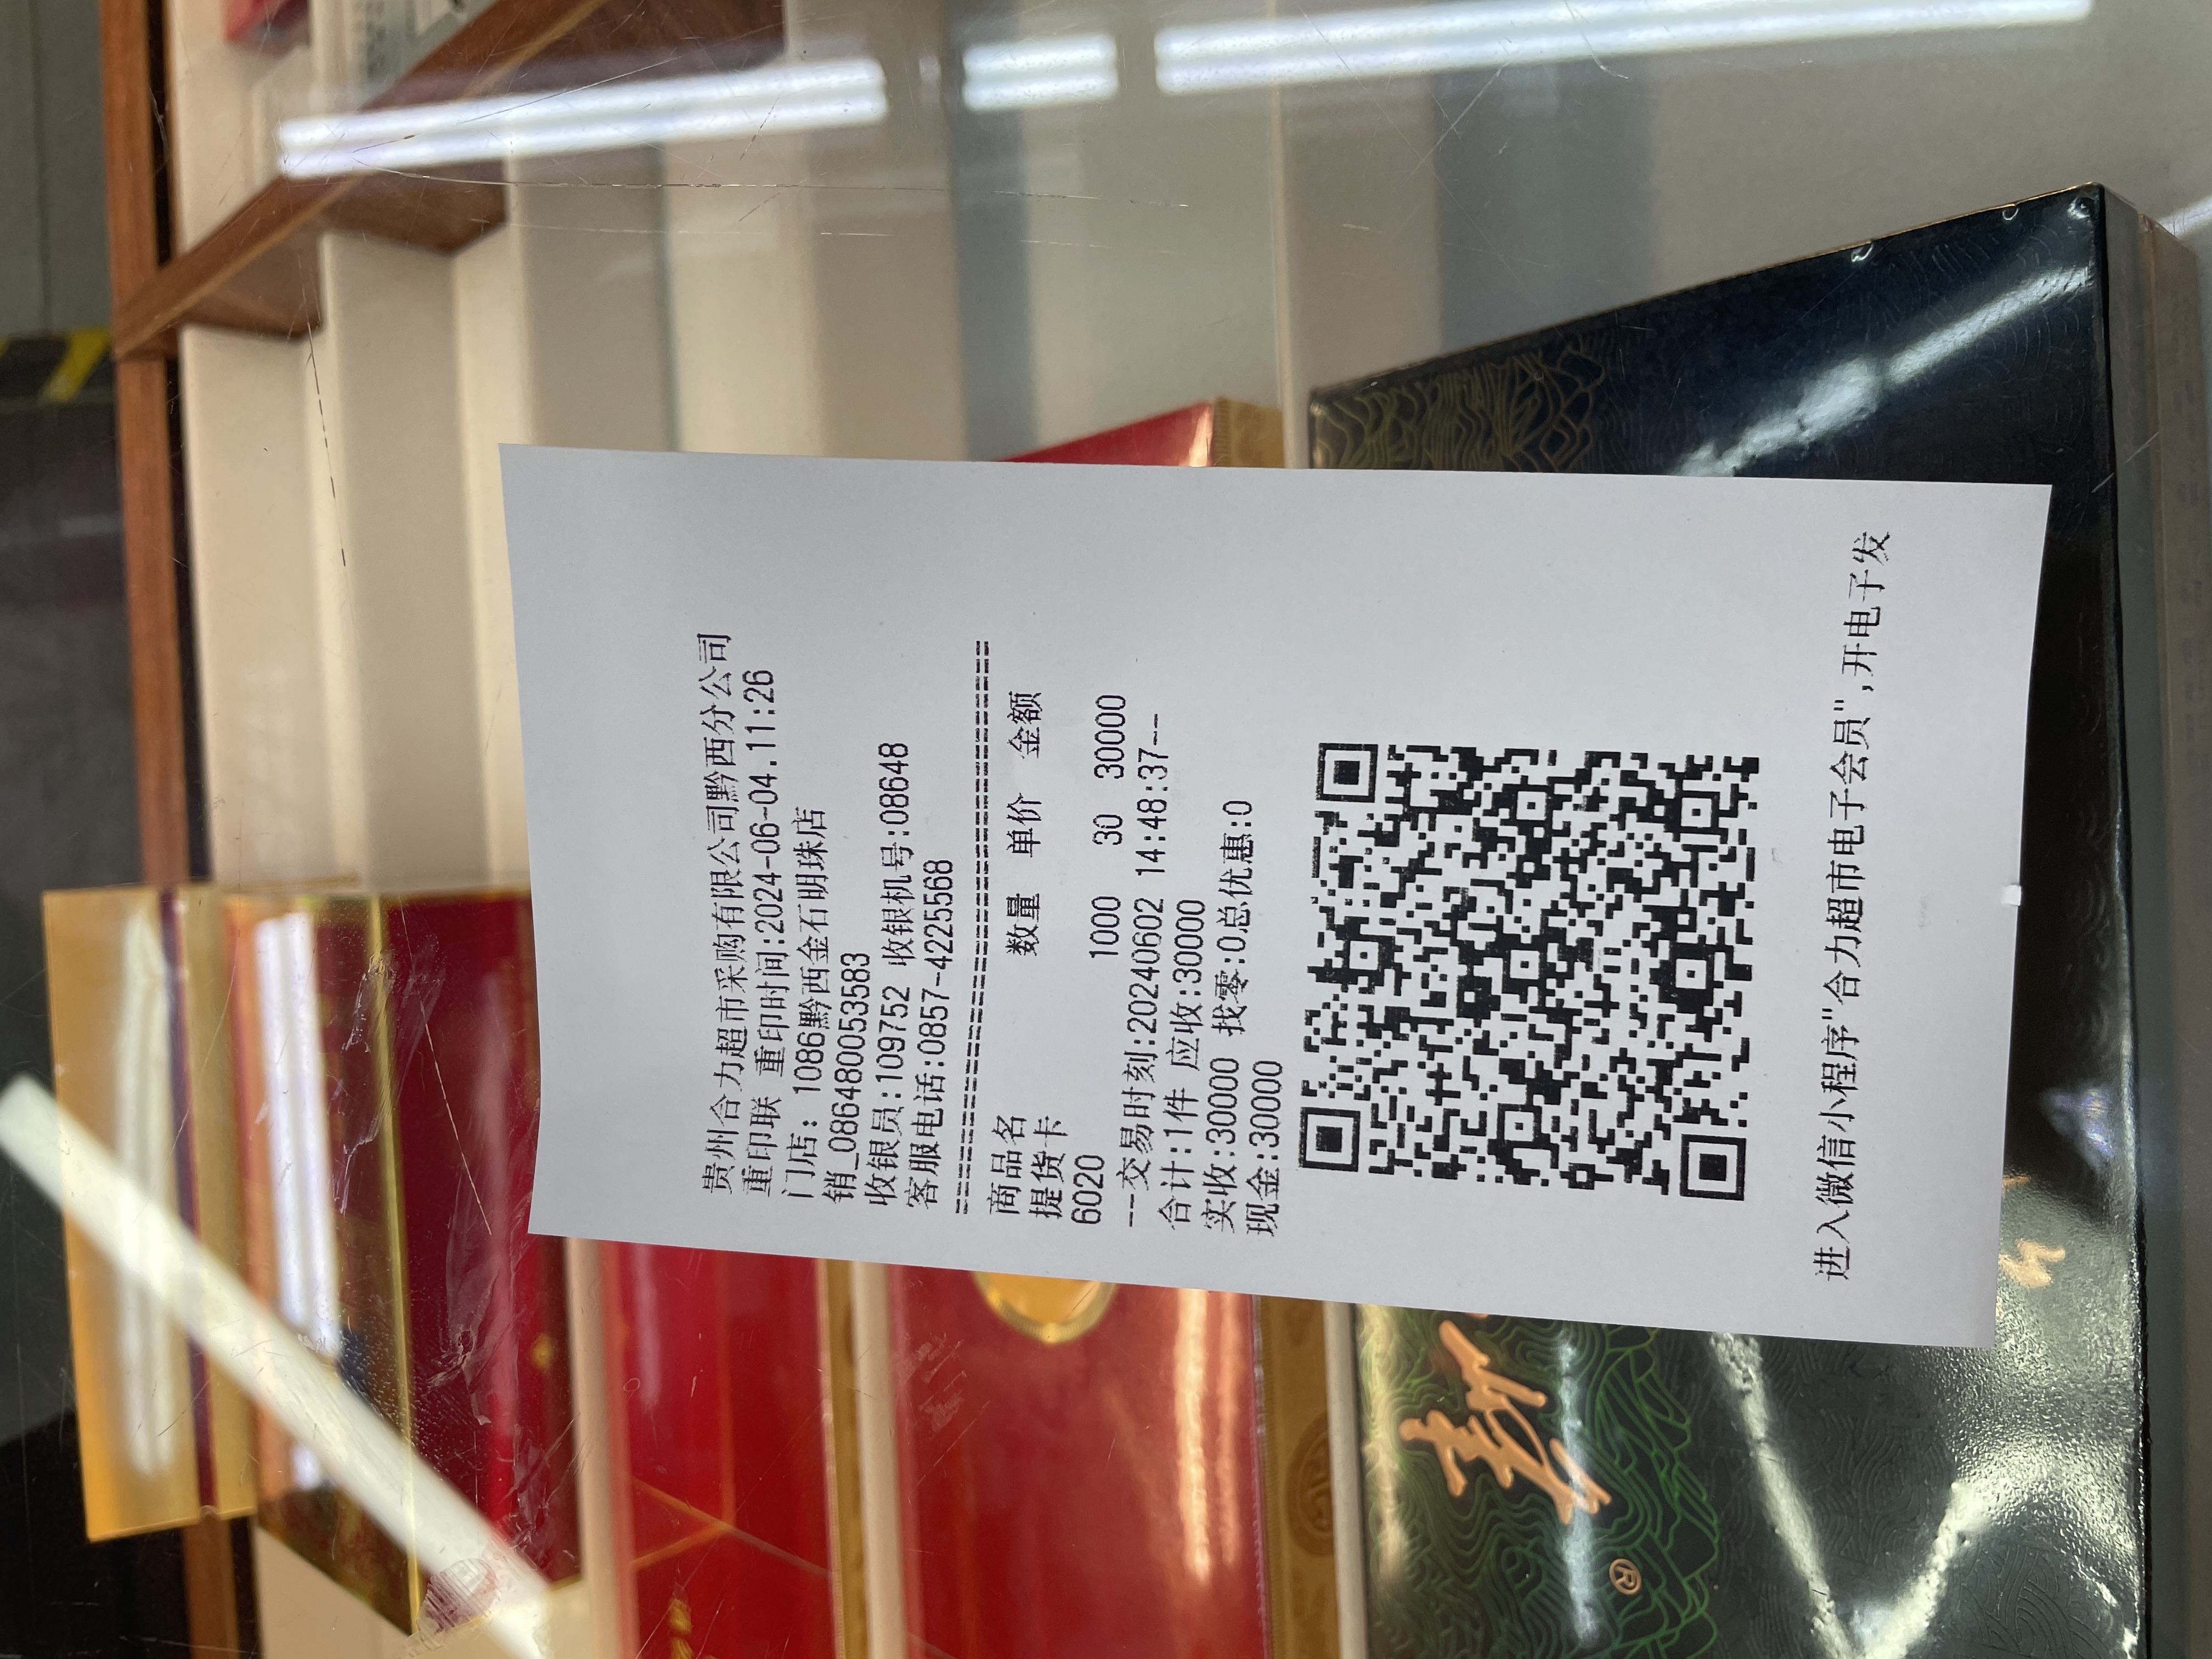 贵州合力超市采购有限公司黔西分公司
重印联 重印时间:2024-06-04.11:26
门店: 1086黔西金石明珠店
销_086480053583
收银员:109752 收银机号:08648
客服电话:0857-4225568
商品名 数量 单价 金额
提货卡
6020 1000 30 30000
--交易时刻:20240602 14:48:37--
合计:1件 应收:30000
实收:30000 找零:0总优惠:0
现金:30000
进入微信小程序"合力超市电子会员",开电子发
®